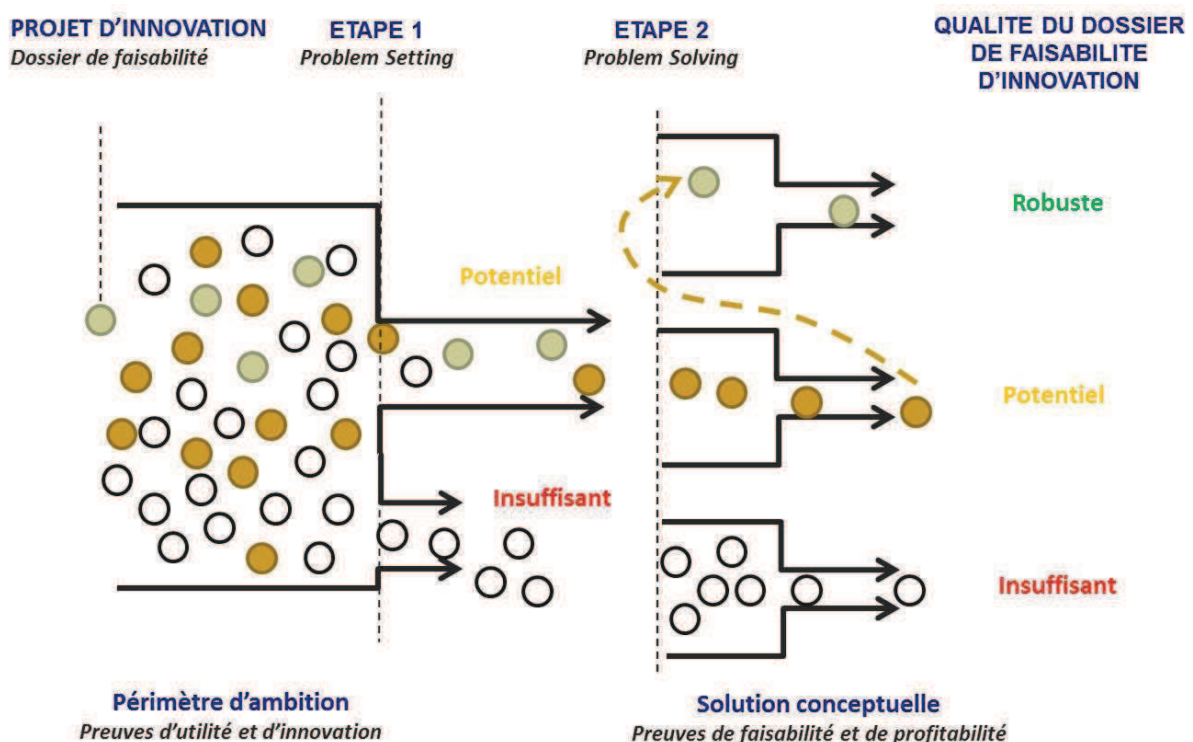 PROJET D'INNOVATION
Dossier de faisabilité
ETAPE 1
Problem Setting
ETAPE 2
Problem Solving
QUALITE DU DOSSIER
DE FAISABILITE
D'INNOVATION
Robuste
Potentiel
Potentiel
Insuffisant
Insuffisant
Périmètre d'ambition
Preuves d'utilité et d'innovation
Solution conceptuelle
Preuves de faisabilité et de profitabilité